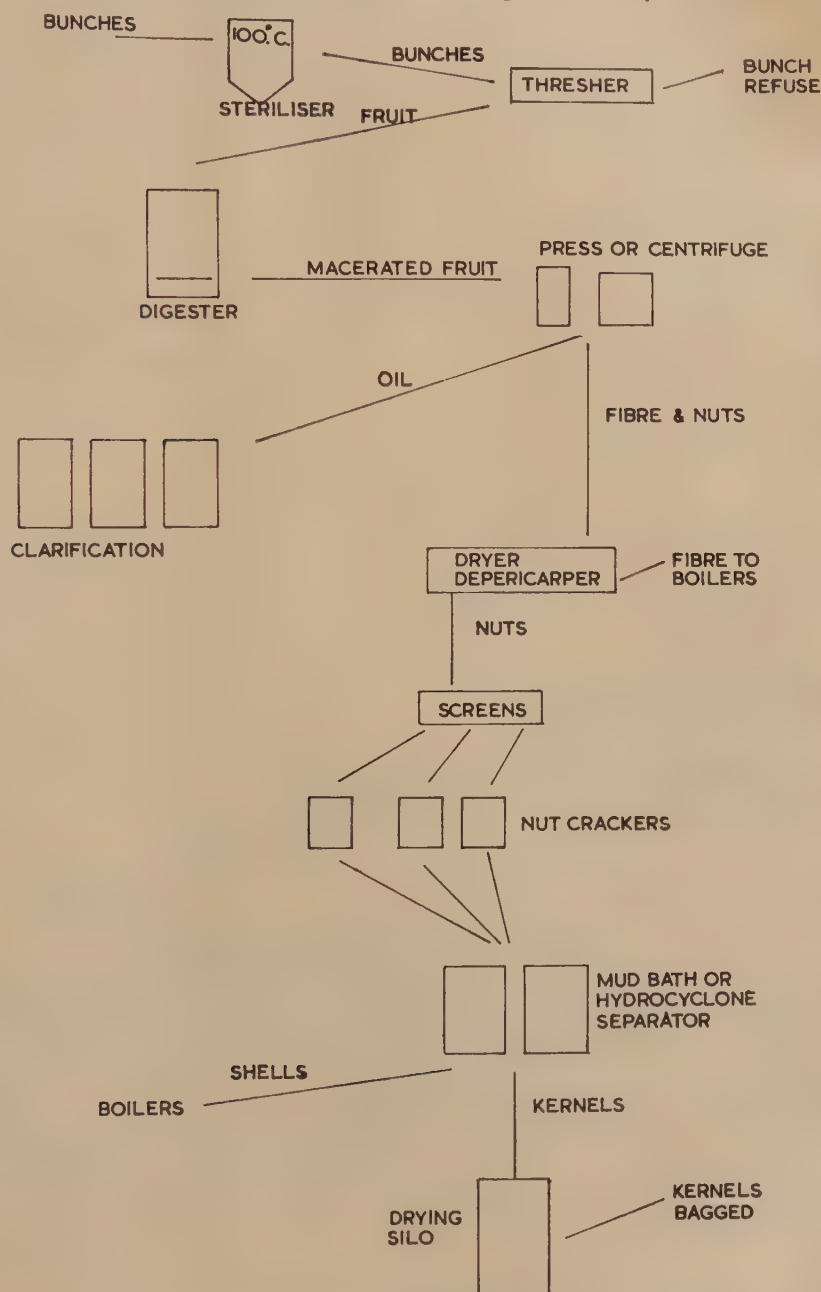 BUNCHES
100°C.
STERILISER
BUNCHES
THRESHER
BUNCH
REFUSE
FRUIT
DIGESTER
MACERATED FRUIT
PRESS OR CENTRIFUGE
OIL
FIBRE & NUTS
CLARIFICATION
DRYER
DEPERICARPER
FIBRE TO
BOILERS
NUTS
SCREENS
NUT CRACKERS
MUD BATH OR
HYDROCYCLONE
SEPARATOR
SHELLS
BOILERS
KERNELS
DRYING
SILO
KERNELS
BAGGED